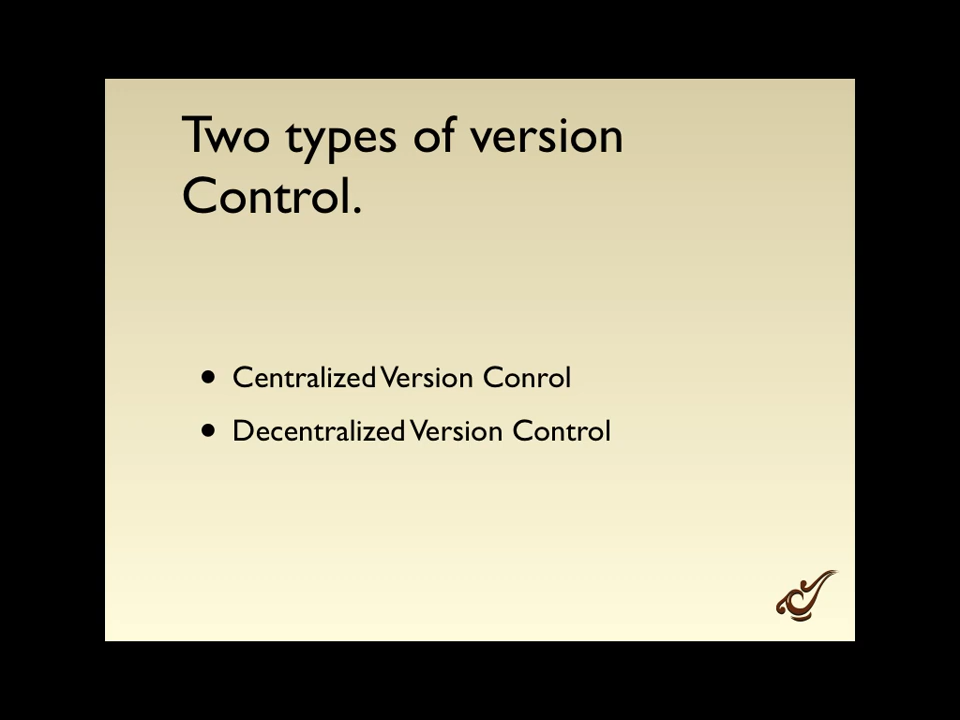 Two types of version
Control.
• Centralized Version Conrol
• Decentralized Version Control